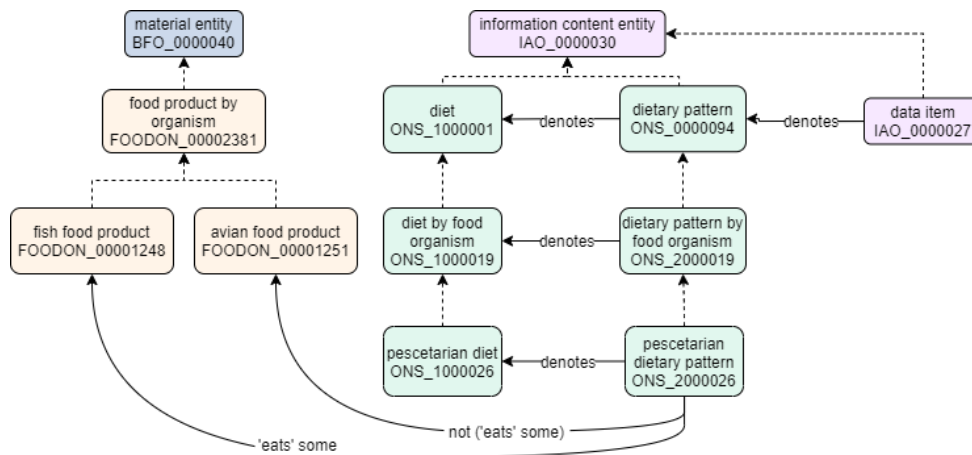 material entity
BFO_0000040
information content entity
IAO_0000030
food product by
organism
FOODON_00002381
diet
ONS_1000001
denotes
dietary pattern
ONS_0000094
denotes
data item
IAO_0000027
fish food product
FOODON_00001248
avian food product
FOODON_00001251
diet by food
organism
ONS_1000019
denotes
dietary pattern by
food organism
ONS_2000019
pescetarian diet
ONS_1000026
denotes
pescetarian
dietary pattern
ONS_2000026
not ('eats' some)
'eats' some